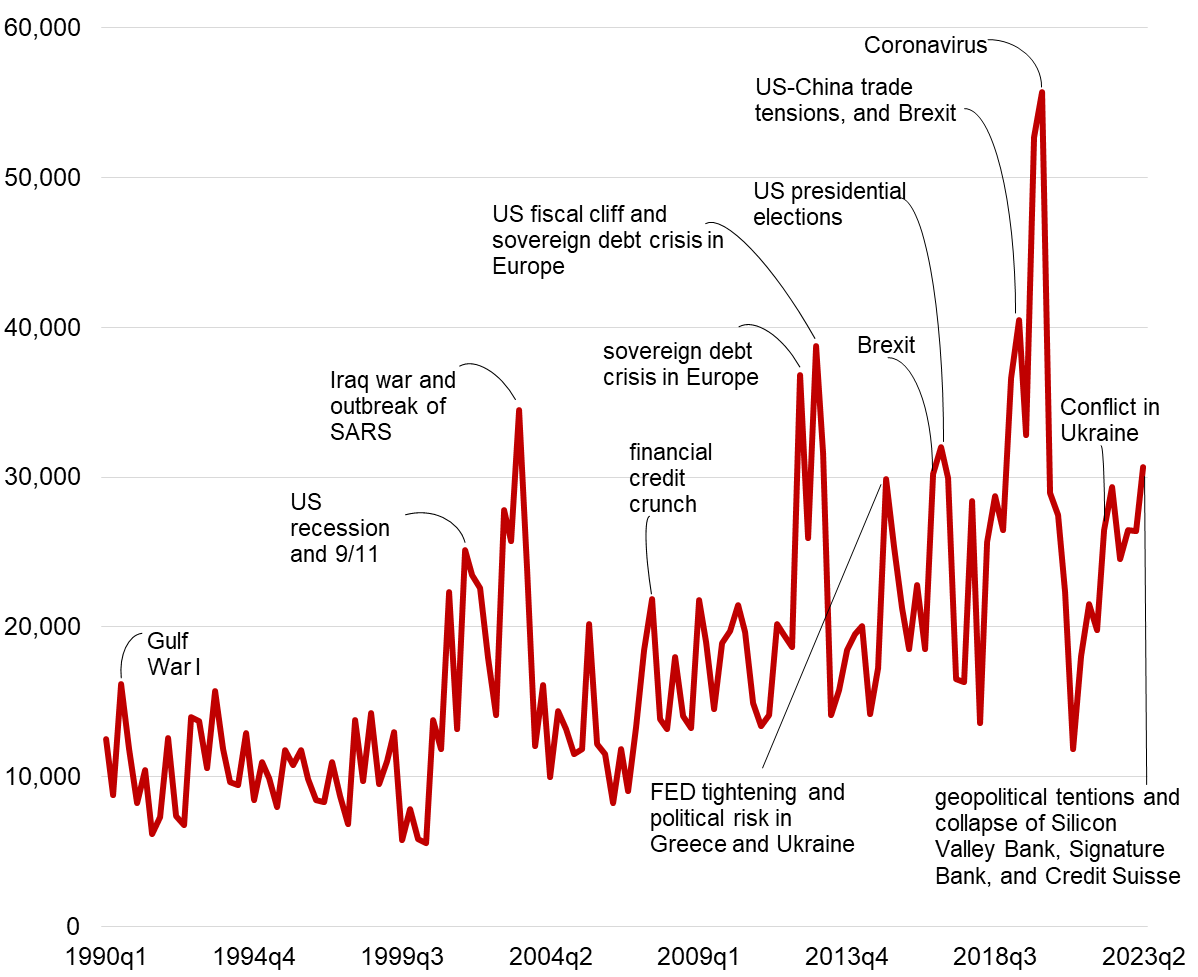 60,000
50,000
40,000
30,000
20,000
10,000
0
Coronavirus
US-China trade
tensions, and Brexit
US presidential
elections
US fiscal cliff and
sovereign debt crisis in
Europe
sovereign debt
crisis in Europe
Brexit
Iraq war and
outbreak of
SARS
Conflict in
Ukraine
financial
credit
crunch
US
recession
and 9/11
Gulf
War I
FED tightening and
political risk in
Greece and Ukraine
geopolitical tentions and
collapse of Silicon
Valley Bank, Signature
Bank, and Credit Suisse
1990q1
1994q4
1999q3
2004q2
2009q1
2013q4
2018q3
2023q2